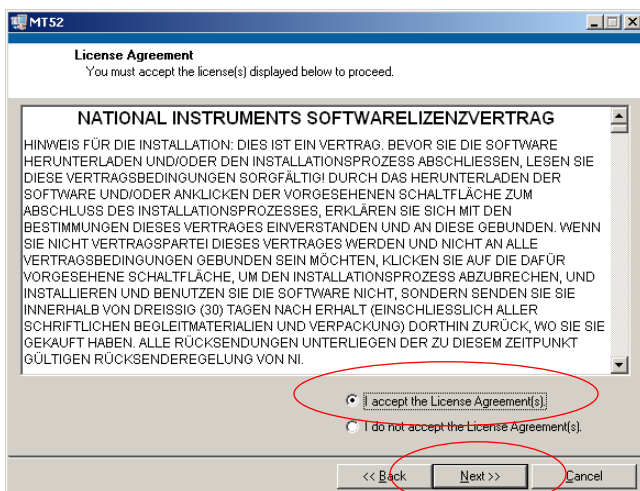 MT52
License Agreement
You must accept the license(s) displayed below to proceed.
NATIONAL INSTRUMENTS SOFTWARELIZENZVERTRAG
HINWEIS FÜR DIE INSTALLATION: DIES IST EIN VERTRAG. BEVOR SIE DIE SOFTWARE
HERUNTERLADEN UND/ODER DEN INSTALLATIONSPROZESS ABSCHLIESSEN, LESEN SIE
DIESE VERTRAGSBEDINGUNGEN SORGFÄLTIG! DURCH DAS HERUNTERLADEN DER
SOFTWARE UND/ODER ANKLICKEN DER VORGESEHENEN SCHALTFLÄCHE ZUM
ABSCHLUSS DES INSTALLATIONSPROZESSES, ERKLÄREN SIE SICH MIT DEN
BESTIMMUNGEN DIESES VERTRAGES EINVERSTANDEN UND AN DIESE GEBUNDEN. WENN
SIE NICHT VERTRAGSPARTEI DIESES VERTRAGES WERDEN UND NICHT AN ALLE
VERTRAGSBEDINGUNGEN GEBUNDEN SEIN MÖCHTEN, KLICKEN SIE AUF DIE DAFÜR
VORGESEHENE SCHALTFLÄCHE, UM DEN INSTALLATIONSPROZESS ABZUBRECHEN, UND
INSTALLIEREN UND BENUTZEN SIE DIE SOFTWARE NICHT, SONDERN SENDEN SIE SIE
INNERHALB VON DREISSIG (30) TAGEN NACH ERHALT (EINSCHLIESSLICH ALLER
SCHRIFTLICHEN BEGLEITMATERIALIEN UND VERPACKUNG) DORTHIN ZURÜCK, WO SIE SIE
GEKAUFT HABEN. ALLE RÜCKSENDUNGEN UNTERLIEGEN DER ZU DIESEM ZEITPUNKT
GÜLTIGEN RÜCKSENDEREGELUNG VON NI.
I accept the License Agreement(s).
I do not accept the License Agreement(s).
<< Back Next >> Cancel